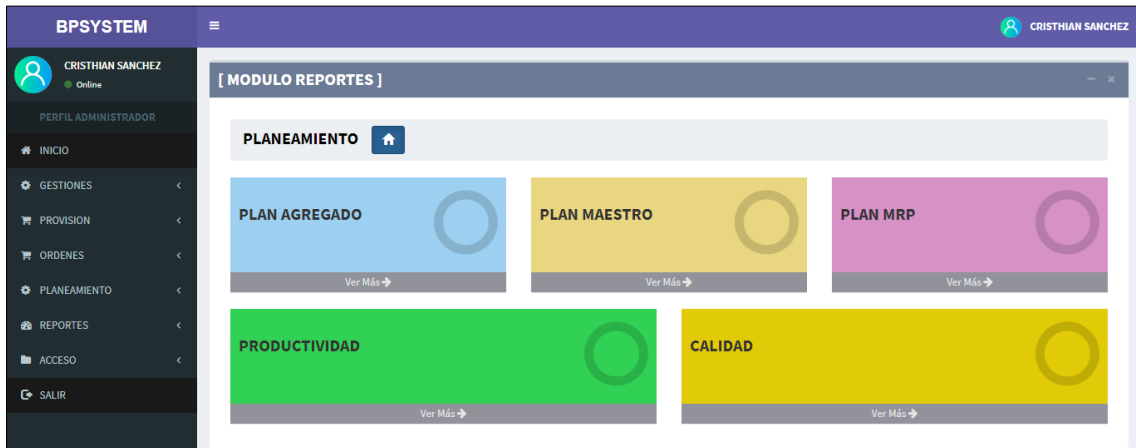 BPSYSTEM
CRISTHIAN SANCHEZ
CRISTHIAN SANCHEZ
Online
PERFIL ADMINISTRADOR
INICIO
GESTIONES
PROVISION
ORDENES
PLANEAMIENTO
REPORTES
ACCESO
SALIR
[ MODULO REPORTES ]
PLANEAMIENTO
PLAN AGREGADO
Ver Más
PLAN MAESTRO
Ver Más
PLAN MRP
Ver Más
PRODUCTIVIDAD
Ver Más
CALIDAD
Ver Más